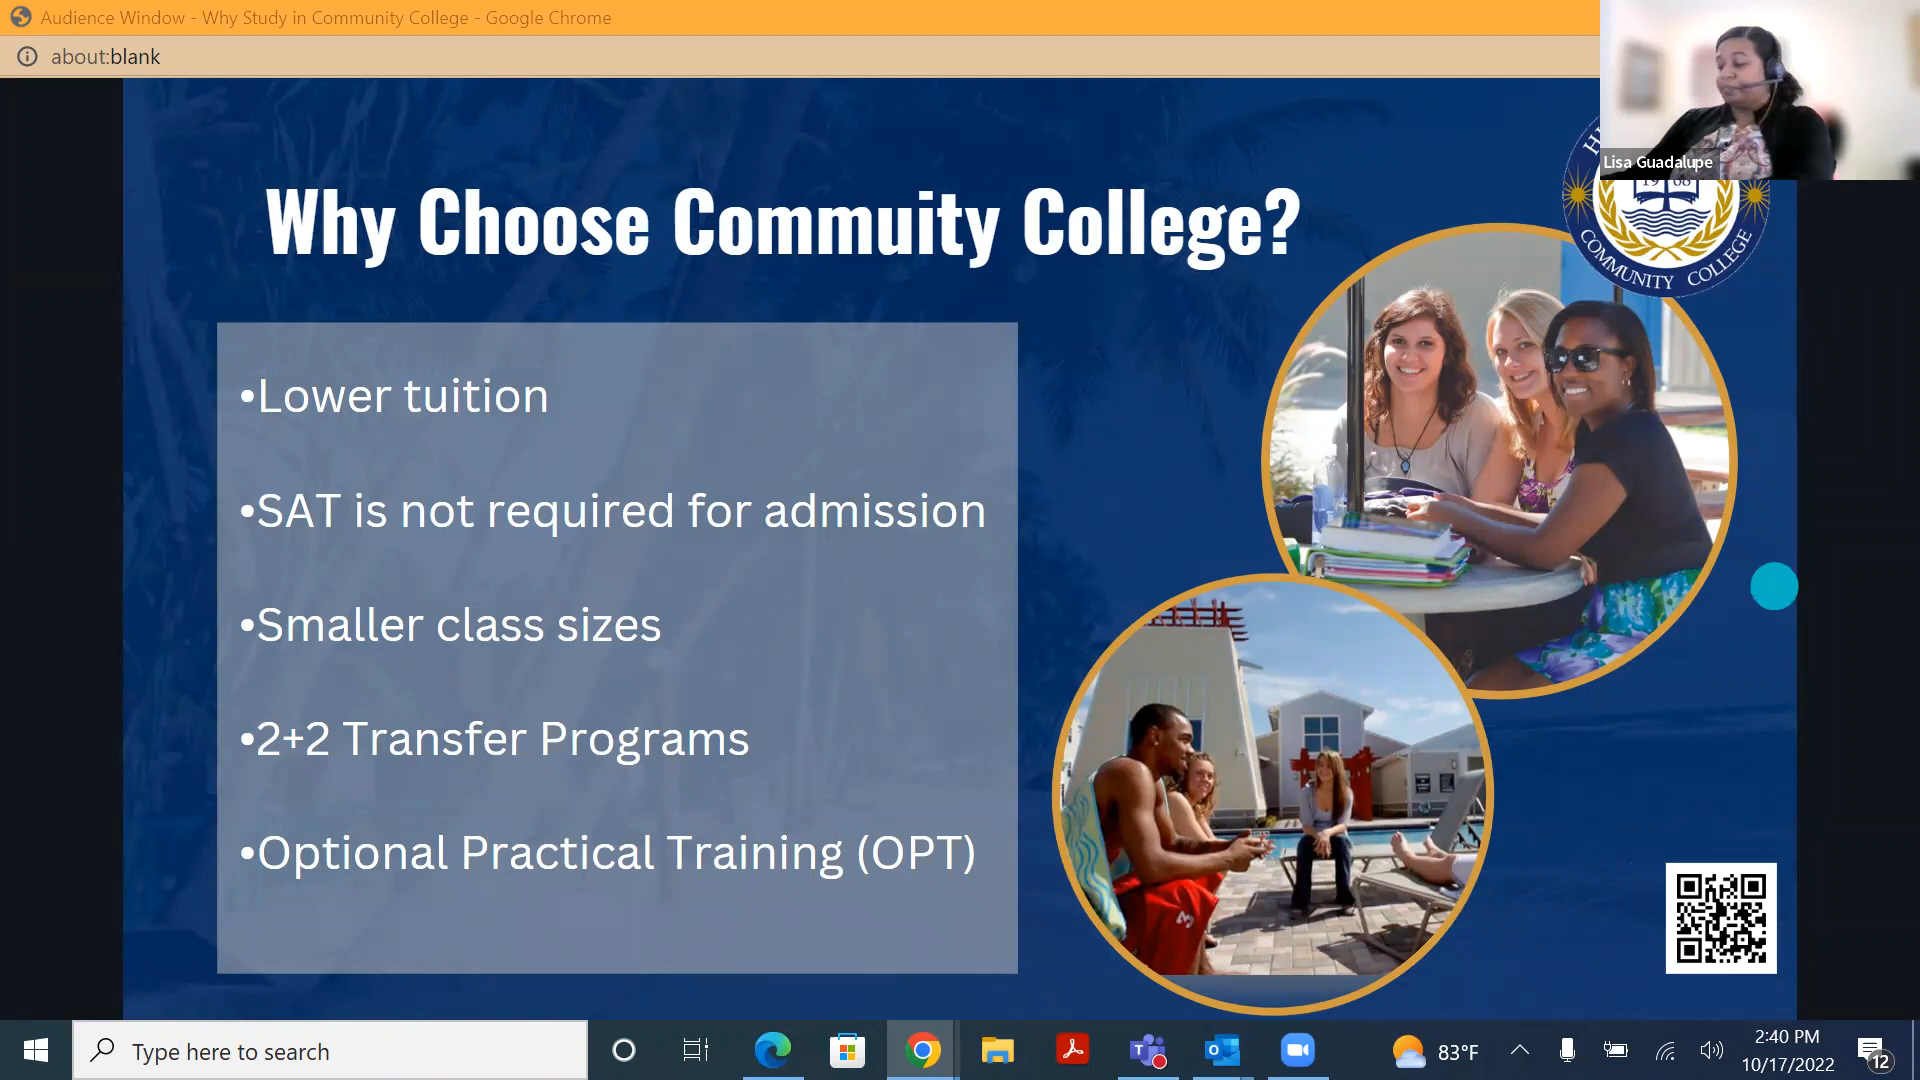 Audience Window - Why Study in Community College - Google Chrome
about:blank
Lisa Guadalupe
COMMUNITY COLLEGE
Why Choose Commuity College?
•Lower tuition
•SAT is not required for admission
•Smaller class sizes
•2+2 Transfer Programs
•Optional Practical Training (OPT)
Type here to search
83°F
2:40 PM
10/17/2022
12